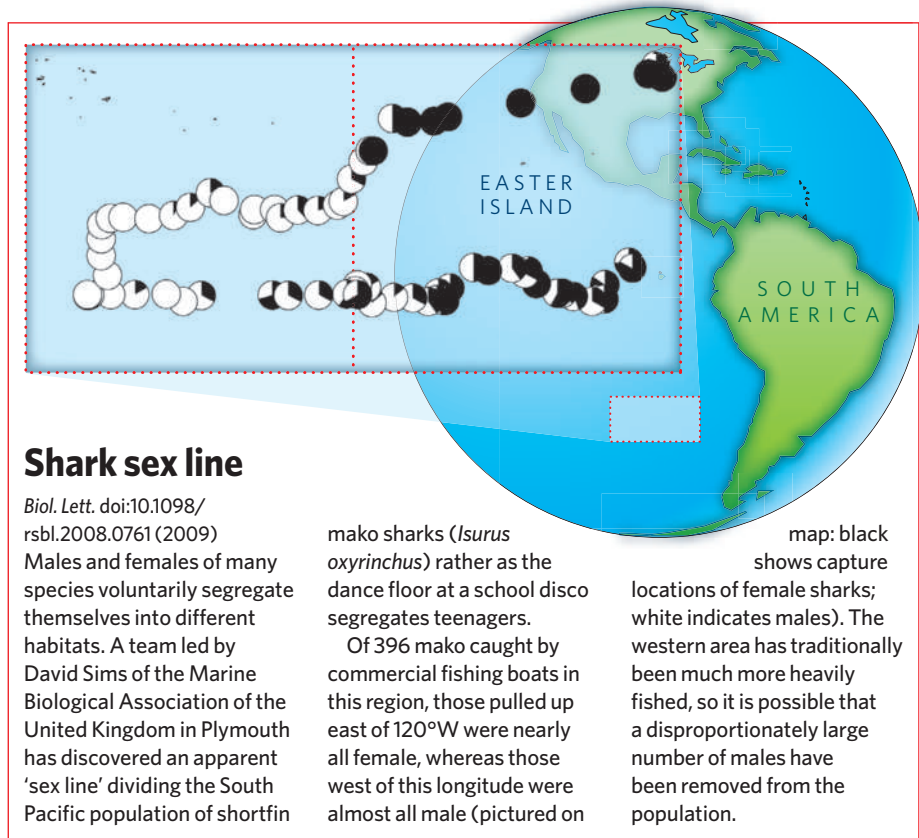 EASTER
ISLAND
SOUTH
AMERICA
Shark sex line
Biol. Lett. doi:10.1098/
rsbl.2008.0761 (2009)
Males and females of many
species voluntarily segregate
themselves into different
habitats. A team led by
David Sims of the Marine
Biological Association of the
United Kingdom in Plymouth
has discovered an apparent
‘sex line’ dividing the South
Pacific population of shortfin
mako sharks (Isurus
oxyrinchus) rather as the
dance floor at a school disco
segregates teenagers.
Of 396 mako caught by
commercial fishing boats in
this region, those pulled up
east of 120°W were nearly
all female, whereas those
west of this longitude were
almost all male (pictured on
map: black
shows capture
locations of female sharks;
white indicates males). The
western area has traditionally
been much more heavily
fished, so it is possible that
a disproportionately large
number of males have
been removed from the
population.